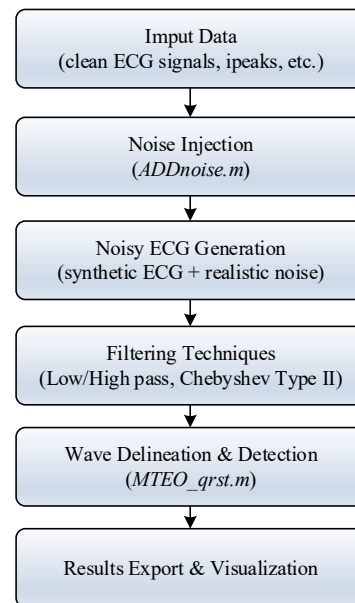 Imput Data
(clean ECG signals, ipeaks, etc.)
Noise Injection
(ADDnoise.m)
Noisy ECG Generation
(synthetic ECG + realistic noise)
Filtering Techniques
(Low/High pass, Chebyshev Type II)
Wave Delineation & Detection
(MTEO_qrst.m)
Results Export & Visualization